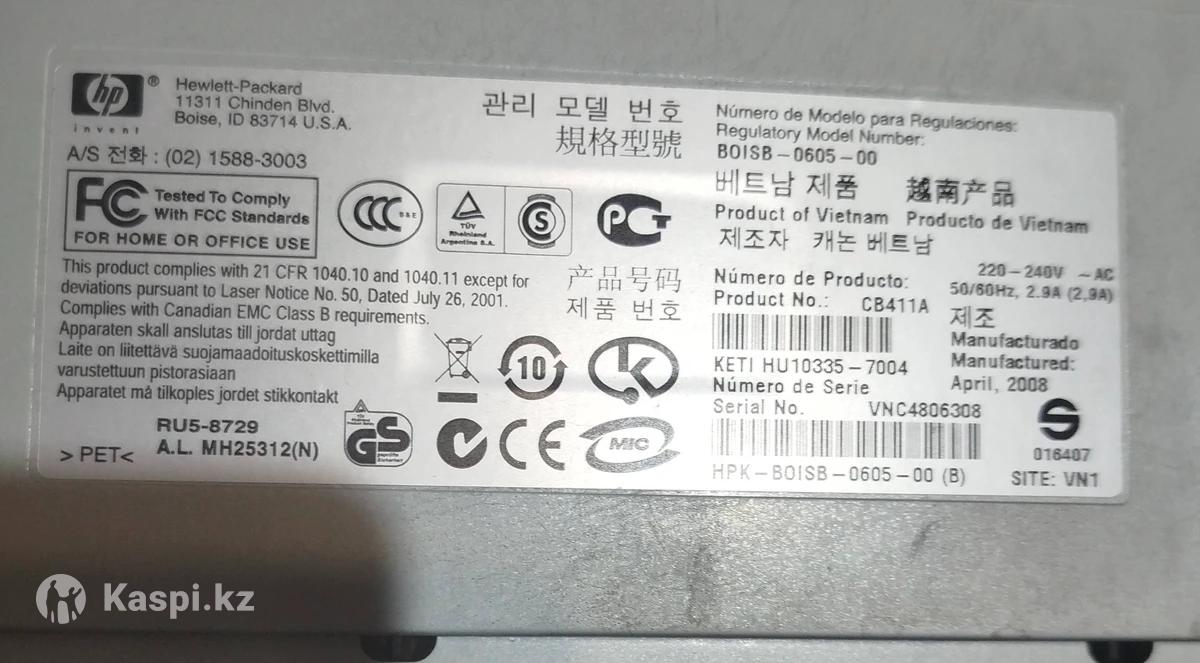 hp ®
invent
Hewlett-Packard
11311 Chinden Blvd.
Boise, ID 83714 U.S.A.
A/S 전화 : (02) 1588-3003
FC Tested To Comply
With FCC Standards
FOR HOME OR OFFICE USE
CCC S&E
TÜV
Rheinland
Argentina S.A.
S
PCT
관리 모델 번호
規格型號
Número de Modelo para Regulaciones:
Regulatory Model Number:
BOISB-0605-00
베트남 제품 越南产品
Product of Vietnam Producto de Vietnam
제조자 캐논 베트남
This product complies with 21 CFR 1040.10 and 1040.11 except for
deviations pursuant to Laser Notice No. 50, Dated July 26, 2001.
Complies with Canadian EMC Class B requirements.
Apparaten skall anslutas till jordat uttag
Laite on liitettävä suojamaadoituskoskettimilla
varustettuun pistorasiaan
Apparatet må tilkoples jordet stikkontakt
产品号码
제품 번호
Número de Producto:
Product No.: CB411A
220-240V ~AC
50/60Hz, 2.9A (2,9A)
제조
Manufacturado
Manufactured:
April, 2008
KETI HU10335-7004
Número de Serie
Serial No. VNC4806308
10
K
RU5-8729
A.L. MH25312(N)
>PET<
GS
geprüfte
Sicherheit
CE
MIC
HPK-BOISB-0605-00 (B)
S
016407
SITE: VN1
Kaspi.kz